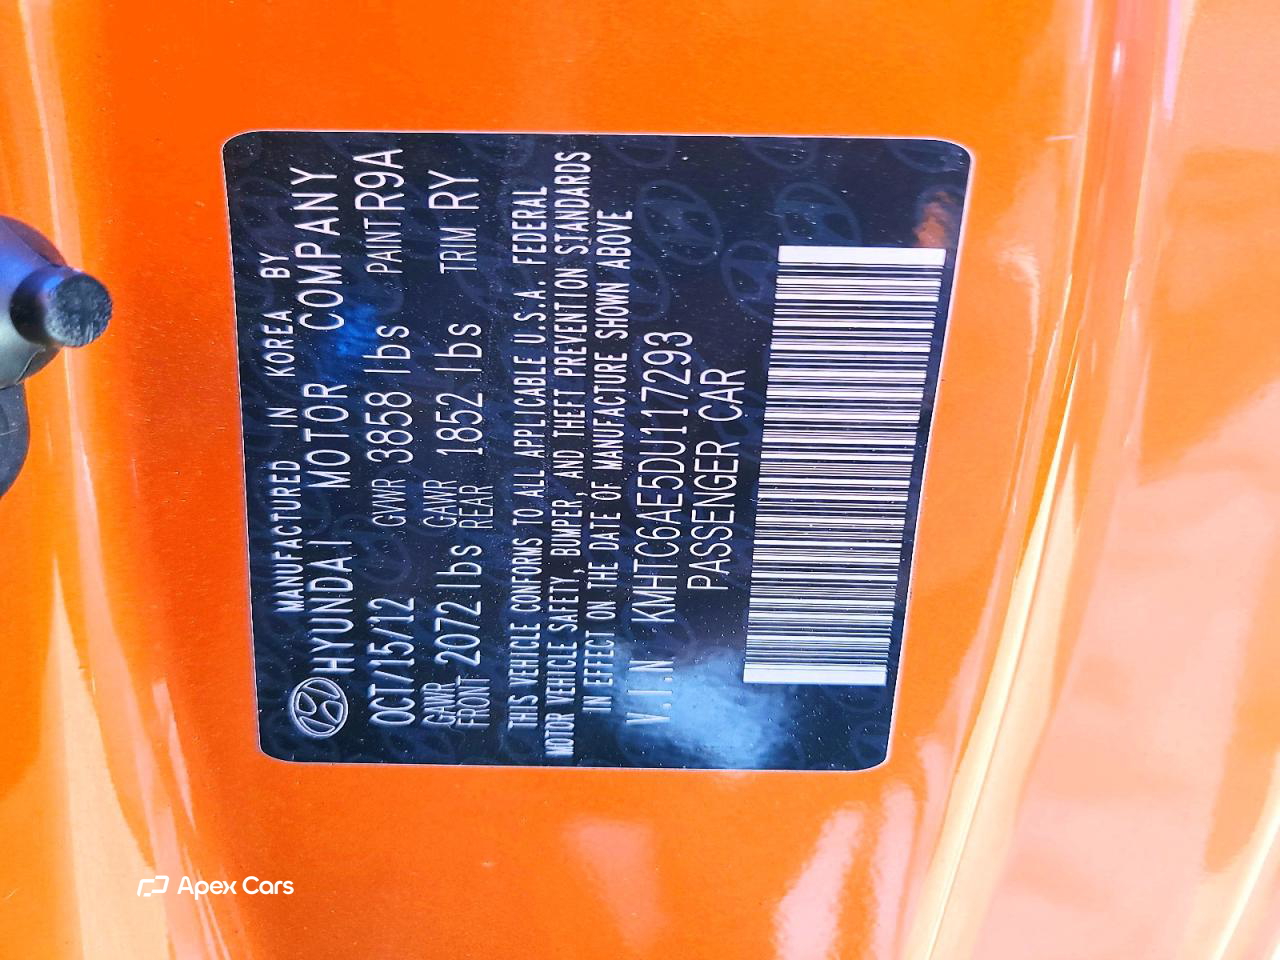 MANUFACTURED IN KOREA BY
HYUNDAI MOTOR COMPANY
OCT/15/12 GVWR 3858 lbs PAINT R9A
GAWR FRONT 2072 lbs GAWR REAR 1852 lbs TRIM RY
THIS VEHICLE CONFORMS TO ALL APPLICABLE U.S.A. FEDERAL
MOTOR VEHICLE SAFETY, BUMPER, AND THEFT PREVENTION STANDARDS
IN EFFECT ON THE DATE OF MANUFACTURE SHOWN ABOVE
V.I.N KMHTC6AE5DU117293
PASSENGER CAR
Apex Cars